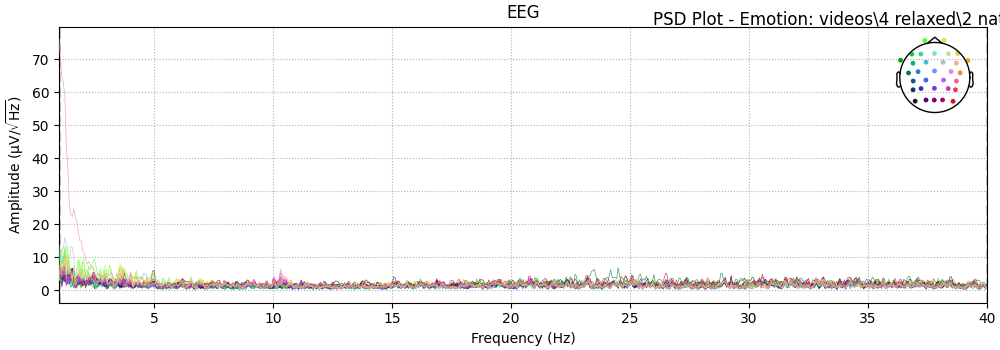 EEG
PSD Plot - Emotion: videos\4 relaxed\2 nat
Amplitude (µV/√Hz)
70
60
50
40
30
20
10
0
5 10 15 20 25 30 35 40
Frequency (Hz)